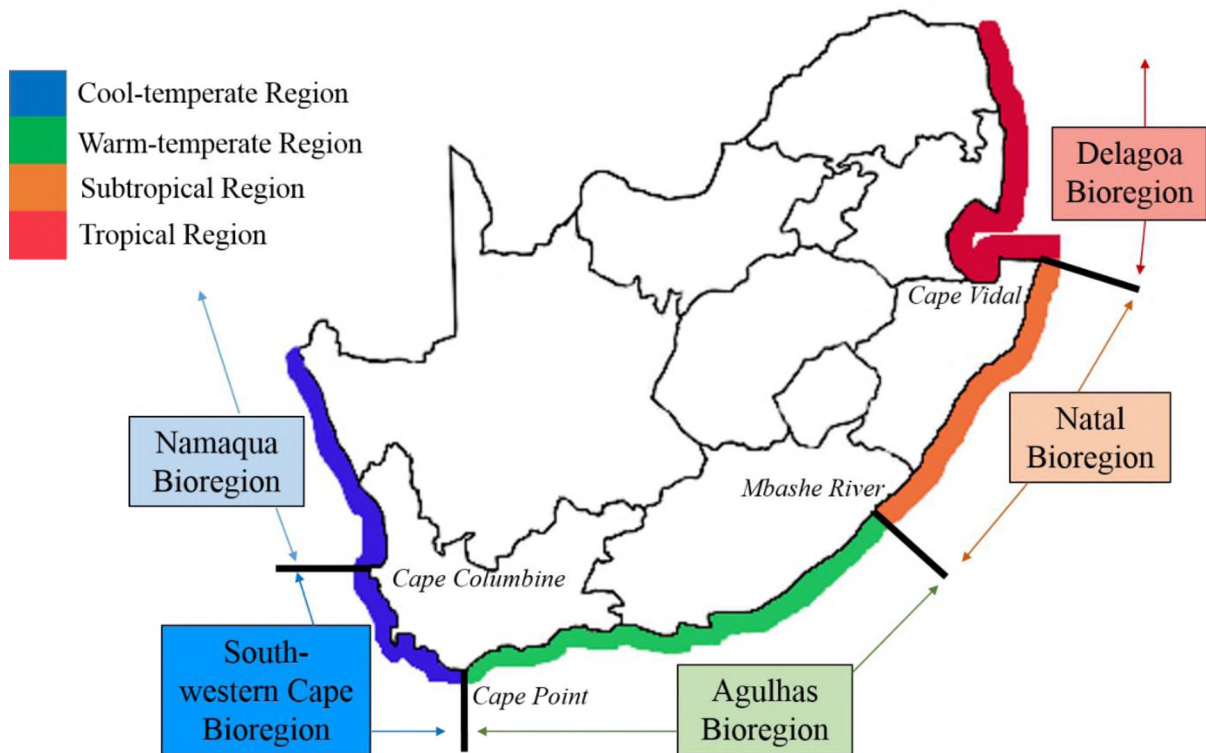 Cool-temperate Region
Warm-temperate Region
Subtropical Region
Tropical Region
Delagoa
Bioregion
Cape Vidal
Natal
Bioregion
Namaqua
Bioregion
Mbashe River
Cape Columbine
South-
western Cape
Bioregion
Cape Point
Agulhas
Bioregion